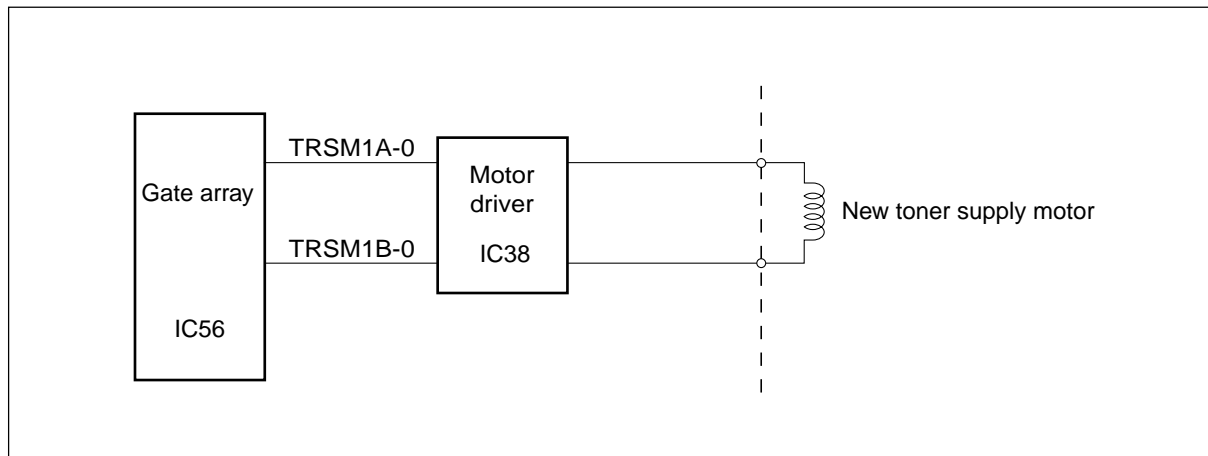 Gate array
IC56
TRSM1A-0
TRSM1B-0
Motor
driver
IC38
New toner supply motor